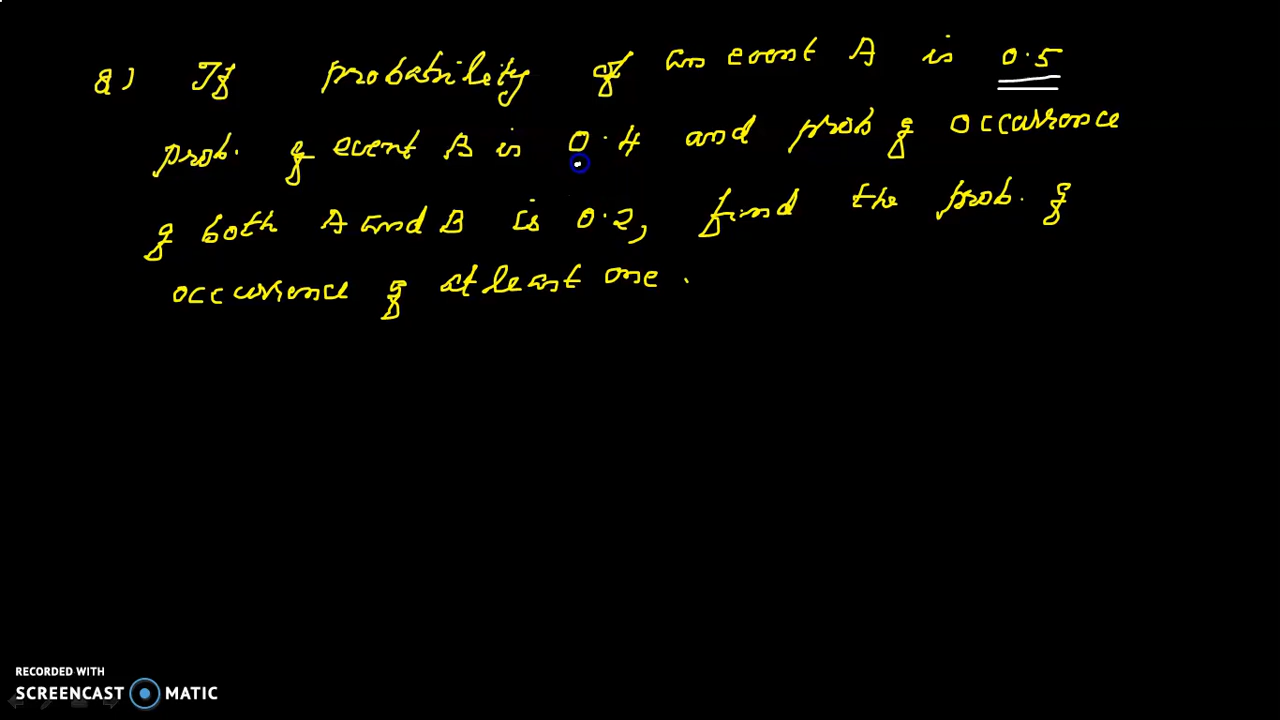 Q) If probability of an event A is 0.5
prob. of event B is 0.4 and prob of occurrence
of both A and B is 0.2, find the prob. of
occurrence of atleast one.
RECORDED WITH
SCREENCAST MATIC